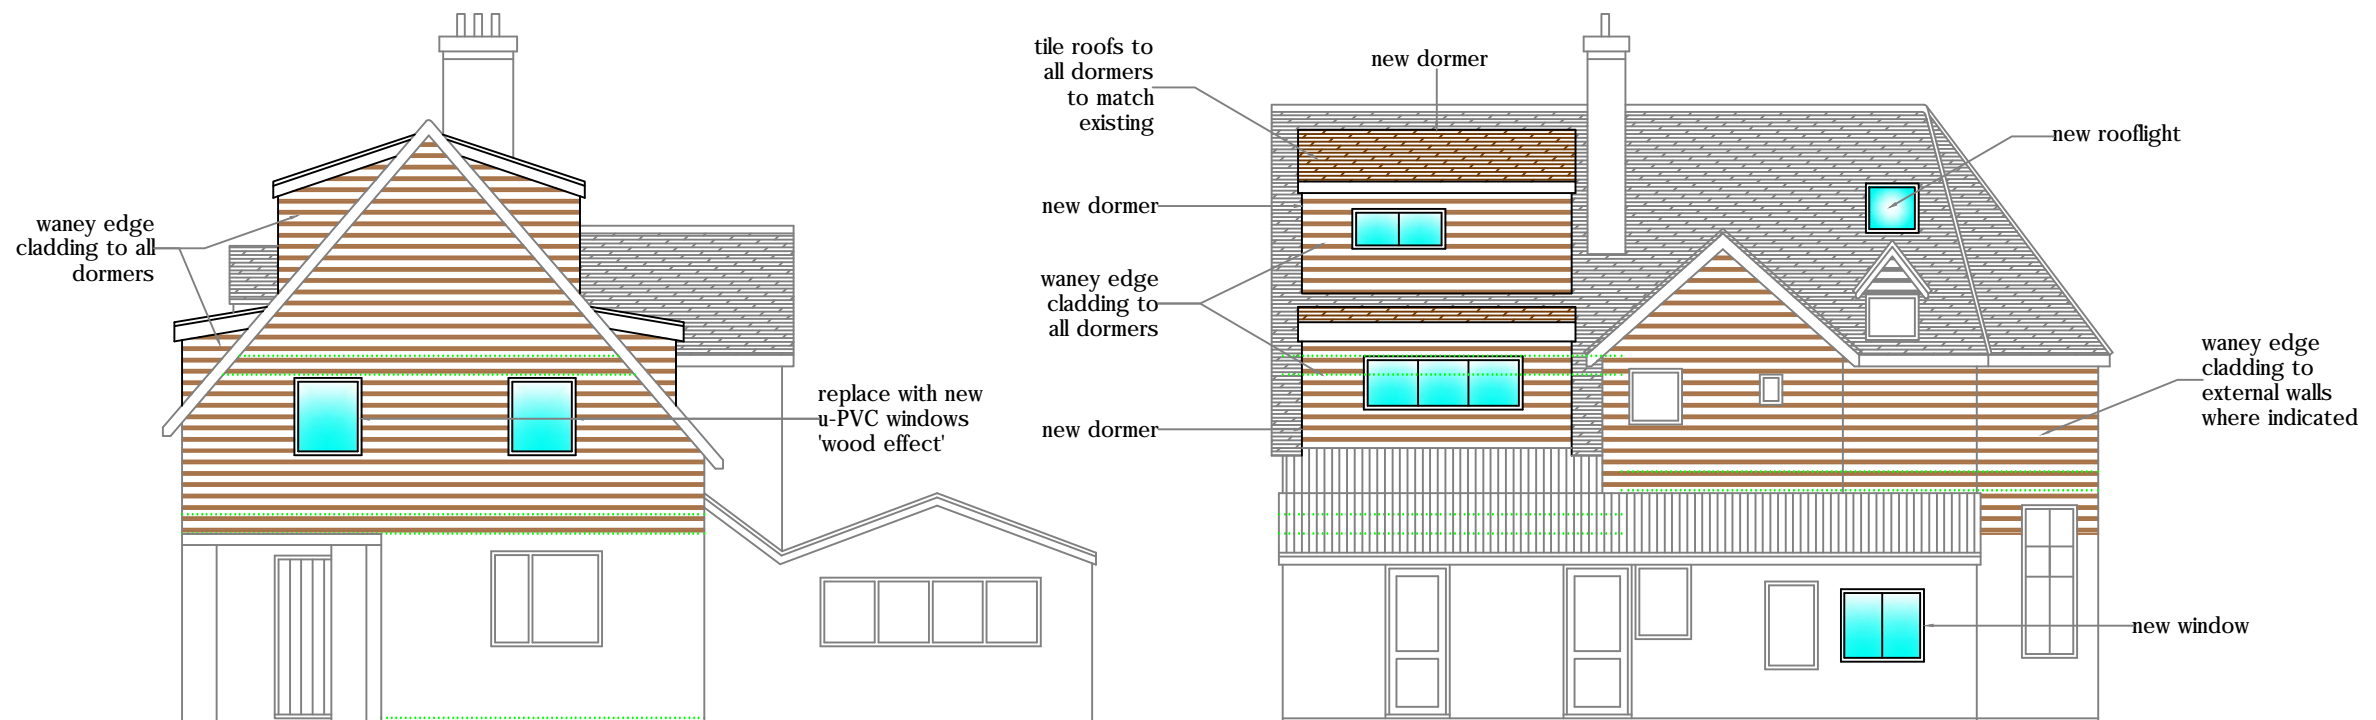 waney edge
cladding to all
dormers
replace with new
u-PVC windows
'wood effect'
tile roofs to
all dormers
to match
existing
new dormer
new rooflight
new dormer
waney edge
cladding to
all dormers
new dormer
waney edge
cladding to
external walls
where indicated
new window